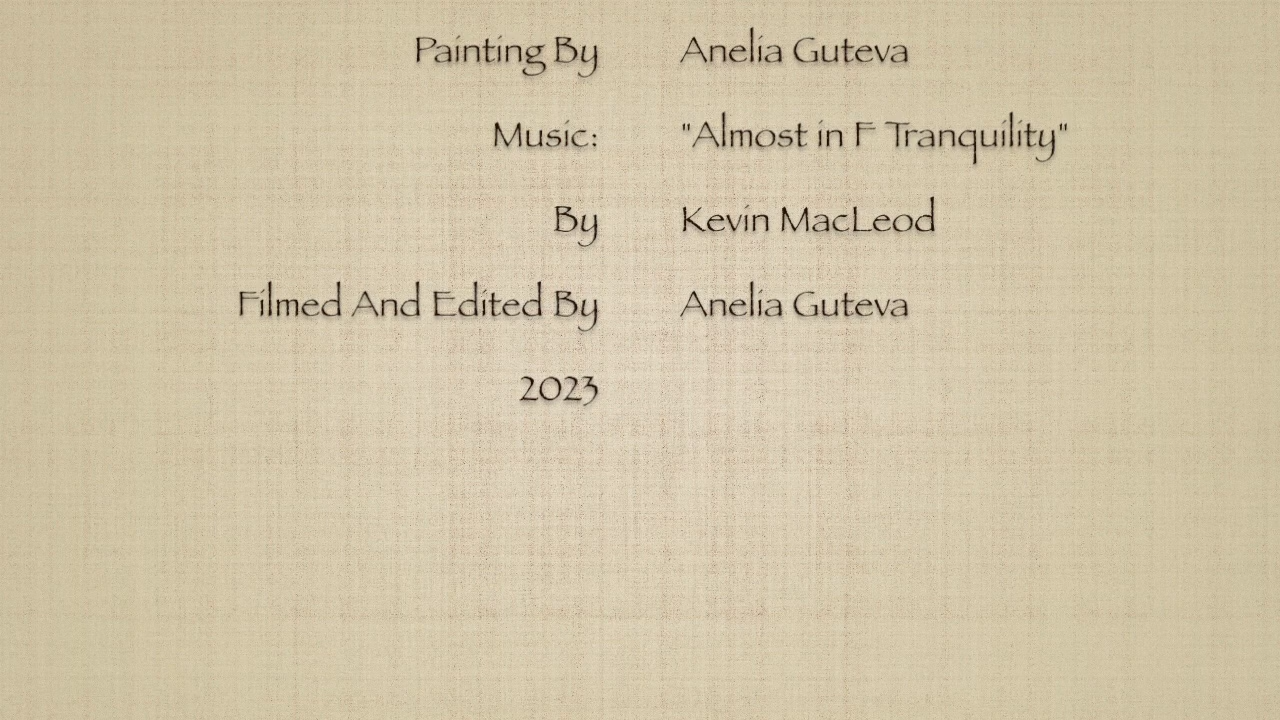 Painting By Anelia Guteva
Music: "Almost in F Tranquility"
By Kevin MacLeod
Filmed And Edited By Anelia Guteva
2023